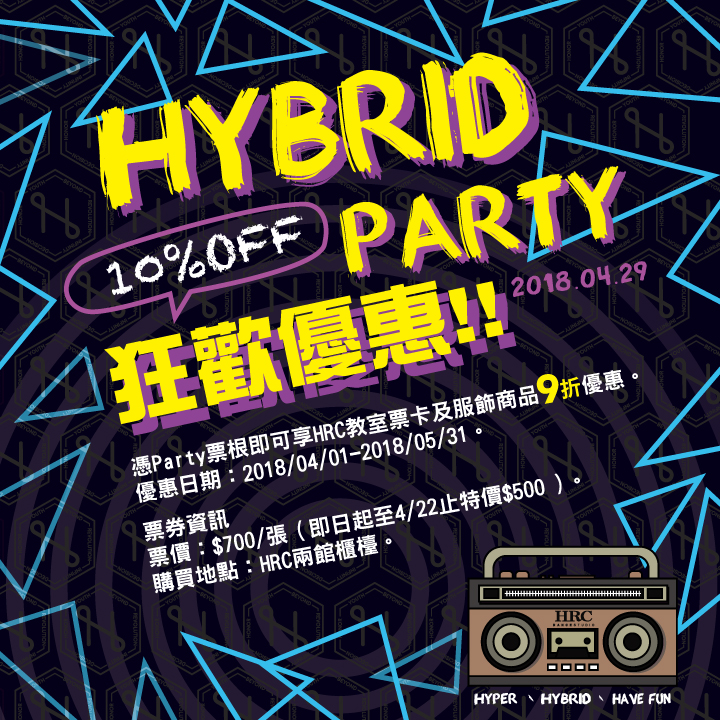 HYBRID
10%OFF
PARTY
2018.04.29
狂歡優惠!!
憑Party票根即可享HRC教室票卡及服飾商品9折優惠。
優惠日期：2018/04/01-2018/05/31。
票券資訊
票價：$700/張（即日起至4/22止特價$500 ）。
購買地點：HRC兩館櫃檯。
HRC
HYPER 、 HYBRID 、 HAVE FUN